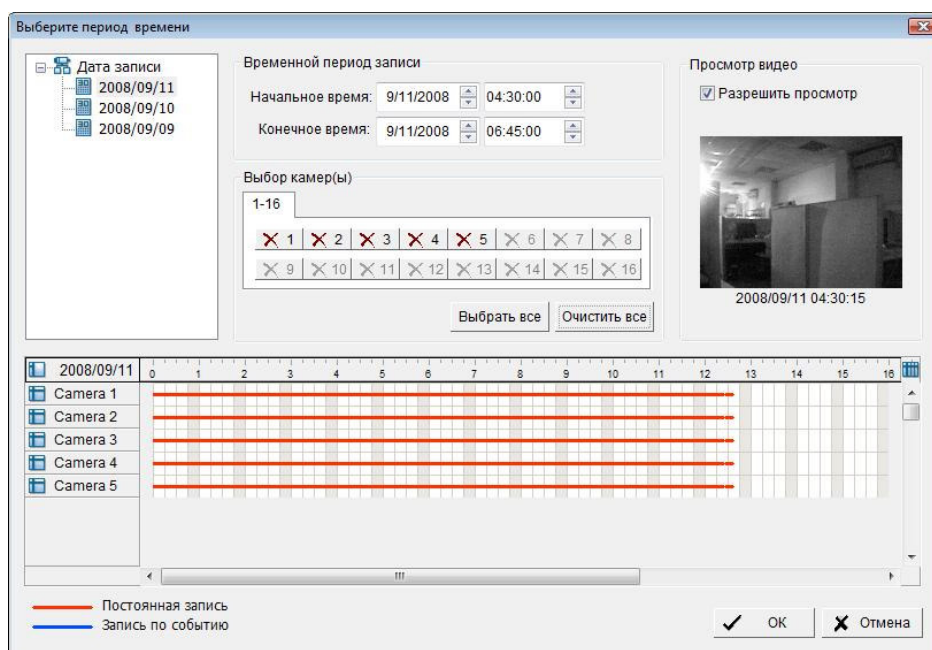 Выберите период времени
Дата записи
2008/09/11
2008/09/10
2008/09/09
Временной период записи
Начальное время: 9/11/2008 04:30:00
Конечное время: 9/11/2008 06:45:00
Выбор камер(ы)
1-16
1 2 3 4 5 6 7 8
9 10 11 12 13 14 15 16
Выбрать все Очистить все
Просмотр видео
Разрешить просмотр
2008/09/11 04:30:15
2008/09/11 0 1 2 3 4 5 6 7 8 9 10 11 12 13 14 15 16
Camera 1
Camera 2
Camera 3
Camera 4
Camera 5
Постоянная запись
Запись по событию
OK Отмена